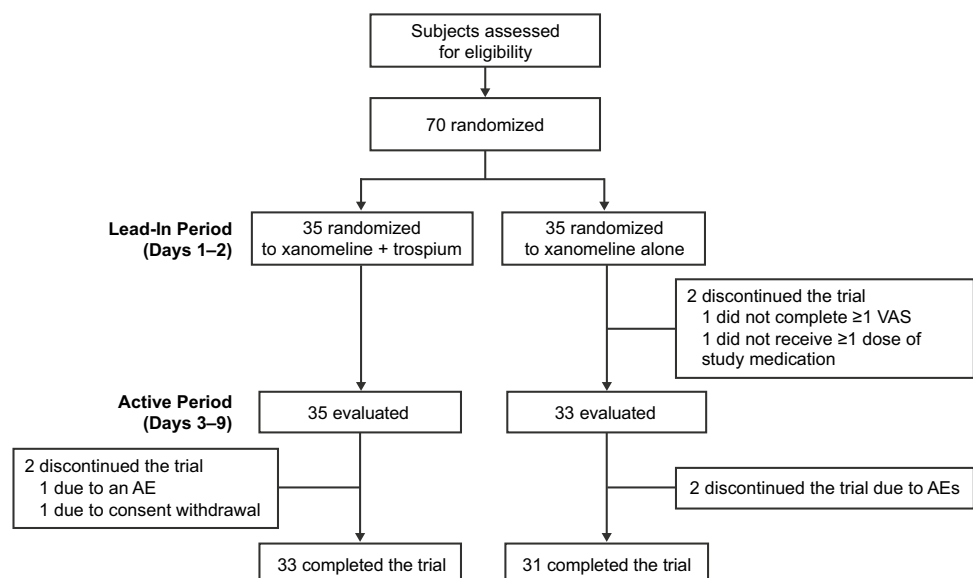 Subjects assessed
for eligibility
70 randomized
Lead-In Period
(Days 1–2)
35 randomized
to xanomeline + trospium
35 randomized
to xanomeline alone
2 discontinued the trial
1 did not complete ≥1 VAS
1 did not receive ≥1 dose of
study medication
Active Period
(Days 3–9)
35 evaluated
33 evaluated
2 discontinued the trial
1 due to an AE
1 due to consent withdrawal
2 discontinued the trial due to AEs
33 completed the trial
31 completed the trial